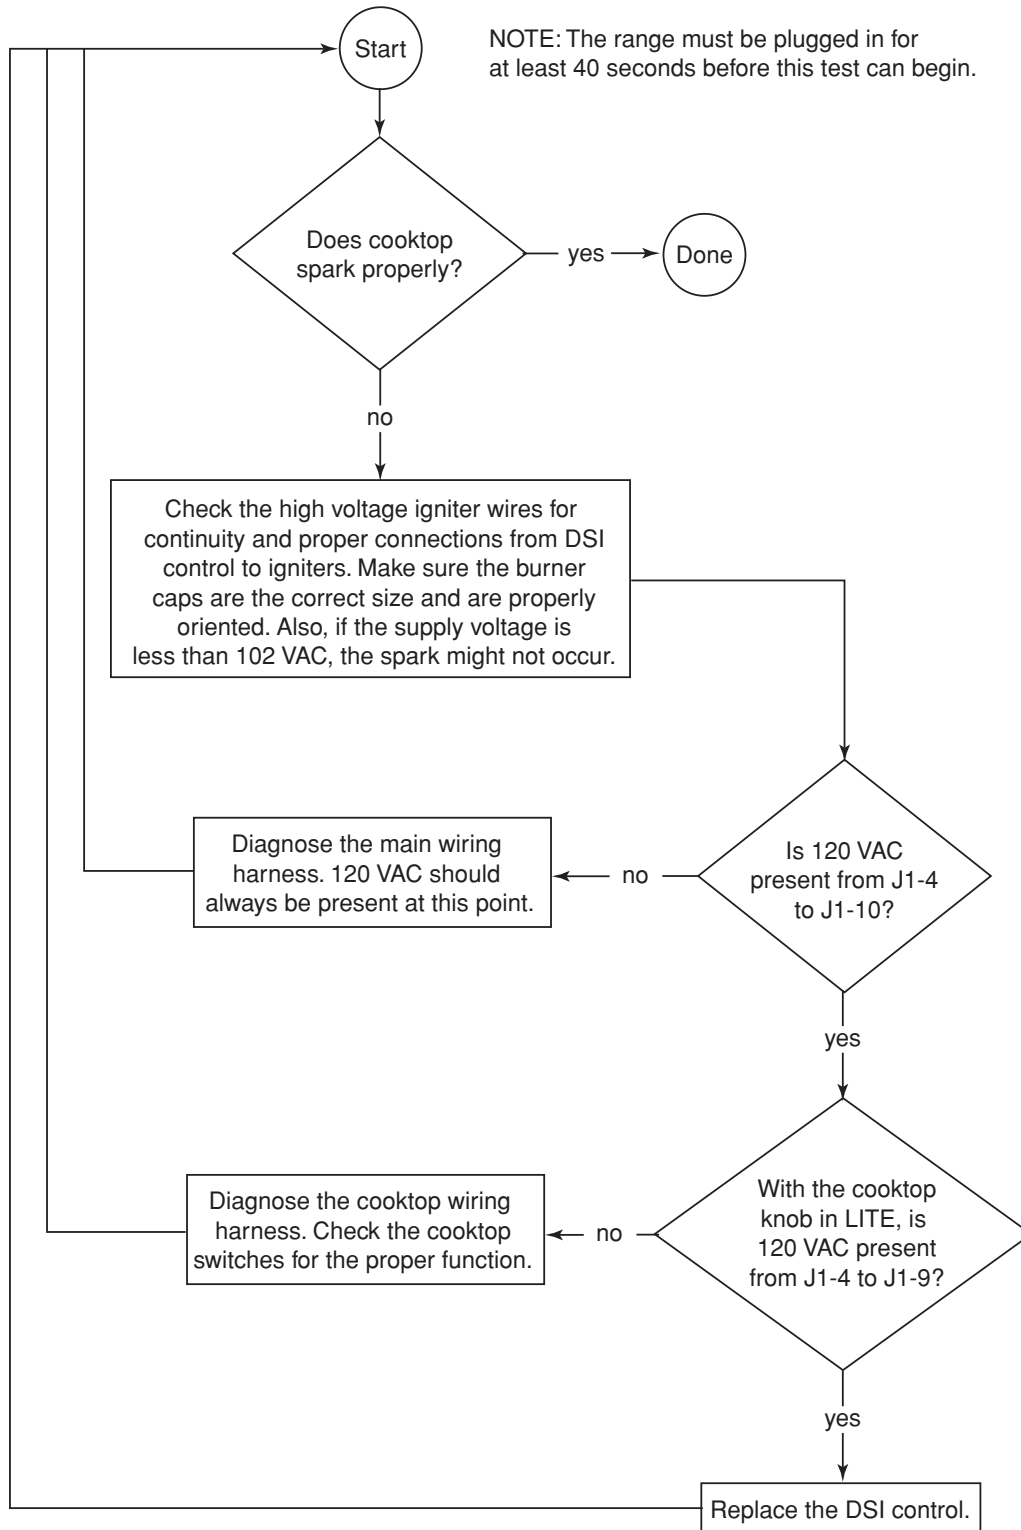 Start
NOTE: The range must be plugged in for
at least 40 seconds before this test can begin.
Does cooktop
spark properly?
yes
Done
no
Check the high voltage igniter wires for
continuity and proper connections from DSI
control to igniters. Make sure the burner
caps are the correct size and are properly
oriented. Also, if the supply voltage is
less than 102 VAC, the spark might not occur.
Is 120 VAC
present from J1-4
to J1-10?
no
Diagnose the main wiring
harness. 120 VAC should
always be present at this point.
yes
With the cooktop
knob in LITE, is
120 VAC present
from J1-4 to J1-9?
no
Diagnose the cooktop wiring
harness. Check the cooktop
switches for the proper function.
yes
Replace the DSI control.